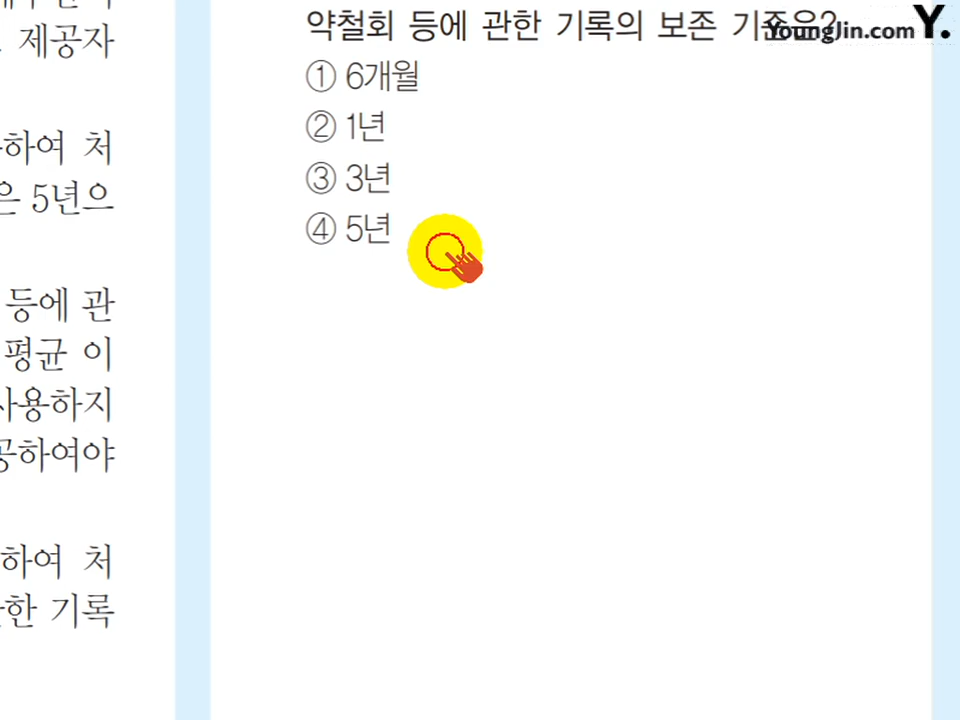 제공자
하여 처
은 5년으
등에 관
평균 이
사용하지
공하여야
하여 처
한 기록
약철회 등에 관한 기록의 보존 기준은?
① 6개월
② 1년
③ 3년
④ 5년
YoungJin.com Y.